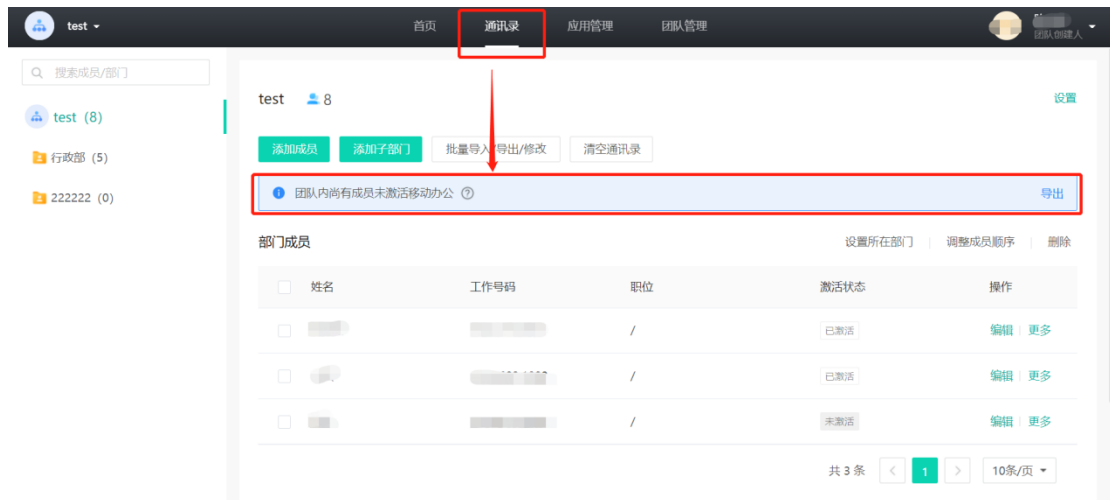 test
首页 通讯录 应用管理 团队管理
团队创建人
搜索成员/部门
test (8)
行政部 (5)
222222 (0)
test 8
设置
添加成员 添加子部门 批量导入/导出/修改 清空通讯录
团队内尚有成员未激活移动办公
导出
部门成员
设置所在部门 调整成员顺序 删除
姓名 工作号码 职位 激活状态 操作
/ 已激活 编辑 更多
/ 已激活 编辑 更多
/ 未激活 编辑 更多
共 3 条 < 1 > 10条/页